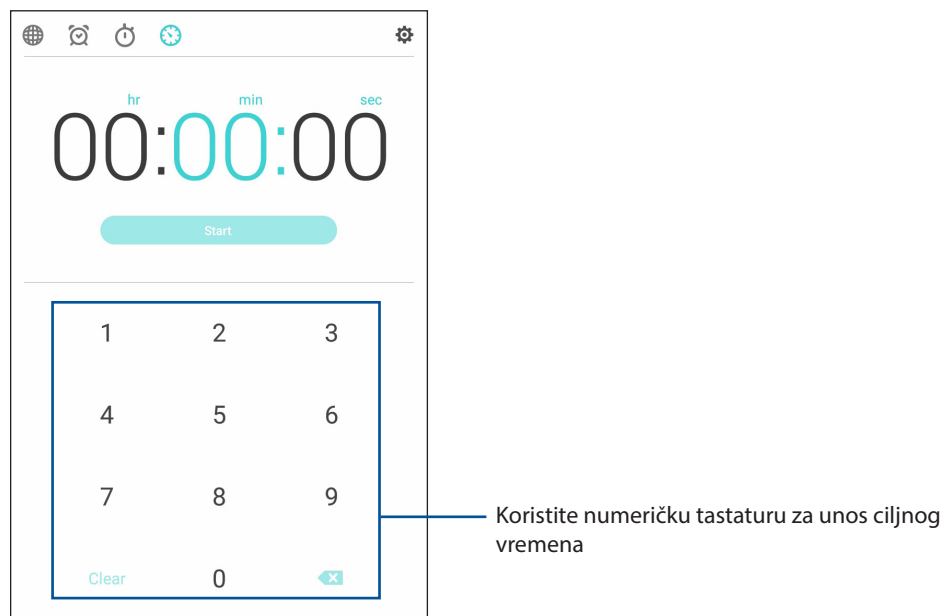 hr min sec
00:00:00
Start
1 2 3
4 5 6
7 8 9
Clear 0
Koristite numeričku tastaturu za unos ciljnog
vremena